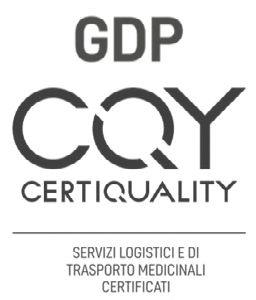 GDP
CQY
CERTIQUALITY
SERVIZI LOGISTICI E DI
TRASPORTO MEDICINALI
CERTIFICATI